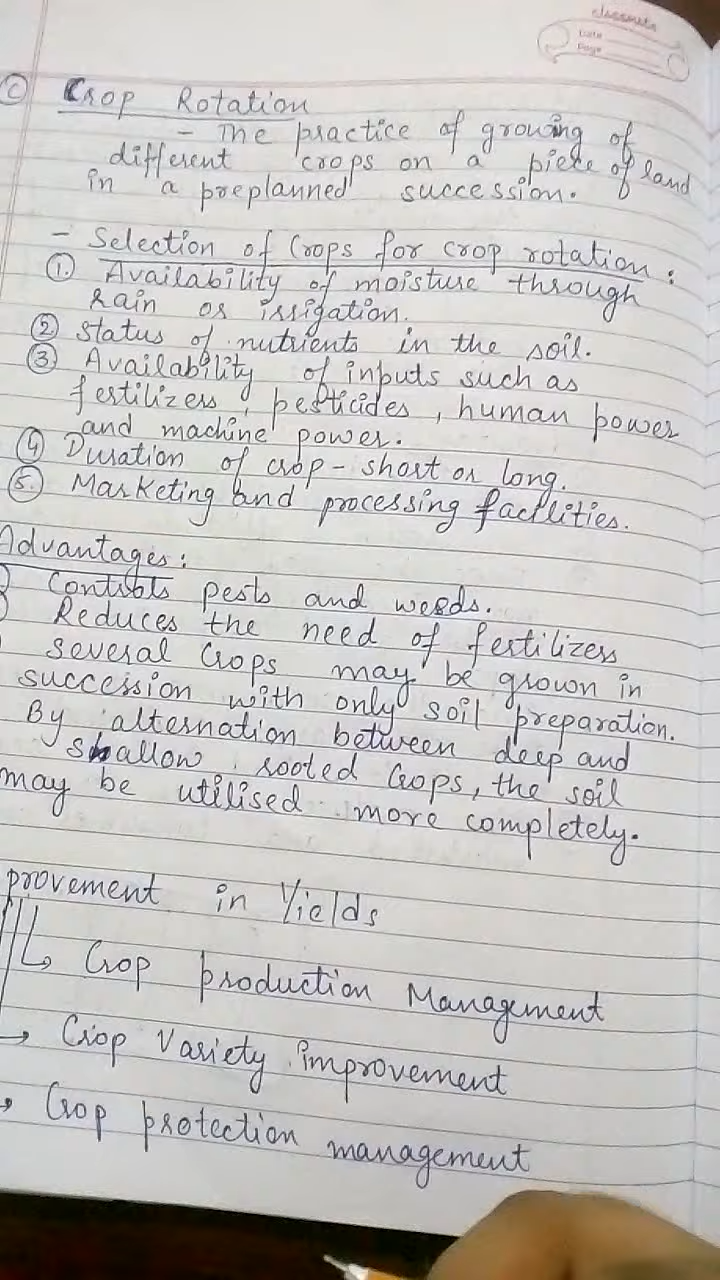 classmate
Date
Page
C Crop Rotation
- The practice of growing of
different crops on a piece of land
in a preplanned succession.
- Selection of Crops for crop rotation:
1. Availability of moisture through
rain or irrigation.
2 Status of nutrients in the soil.
3 Availability of inputs such as
fertilizers, pesticides, human power
and machine power.
4 Duration of crop - short or long.
5. Marketing and processing facilities.
Advantages:
Controls pests and weeds.
Reduces the need of fertilizers
several Crops may be grown in
succession with only soil preparation.
By alternation between deep and
shallow rooted Crops, the soil
may be utilised more completely.
provement in Yields
↳ Crop production Management
→ Crop Variety improvement
→ Crop protection management